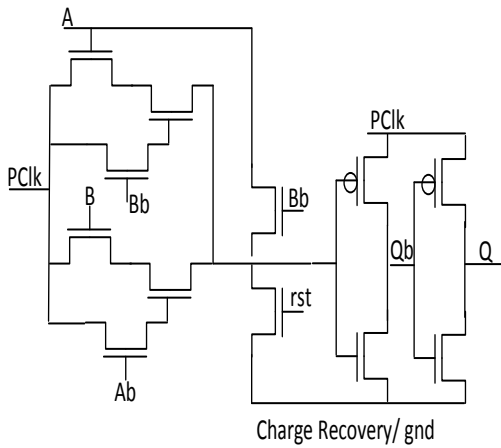 A
PClk
PClk
Bb
Bb
B
Qb
Q
rst
Ab
Charge Recovery/ gnd